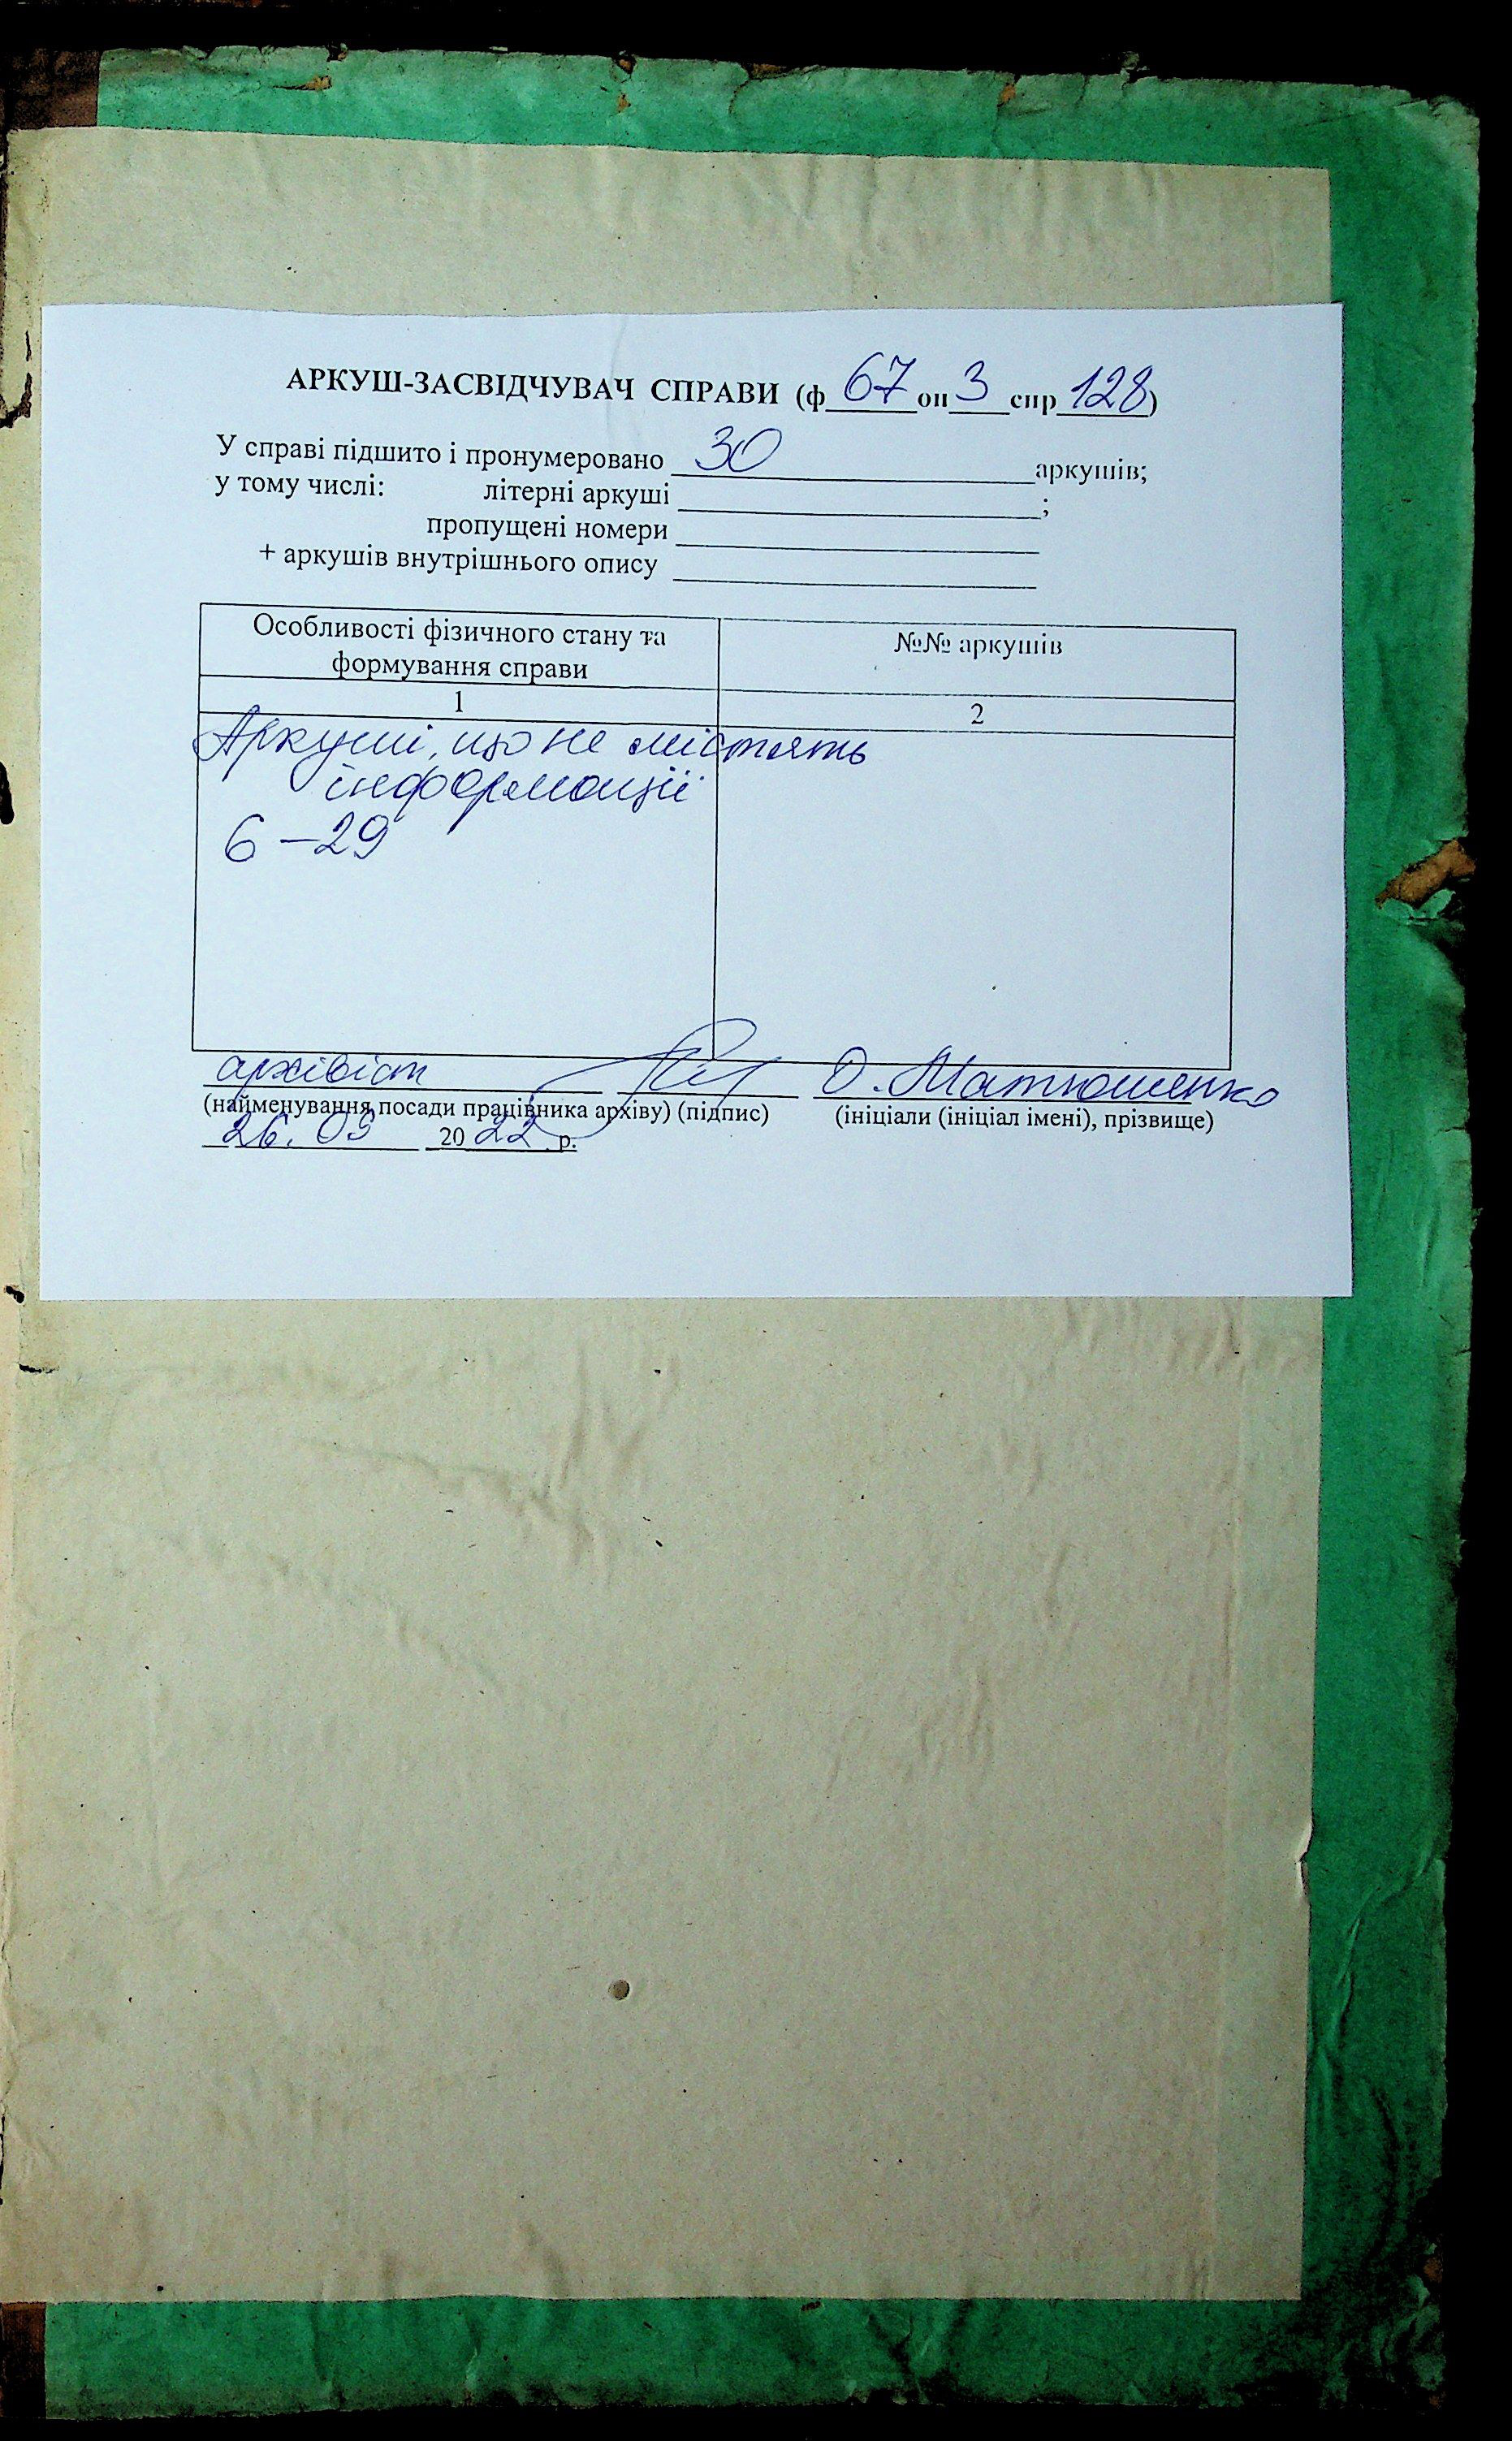 АРКУШ-ЗАСВІДЧУВАЧ СПРАВИ (ф 67 оп 3 спр 128)
У справі підшито і пронумеровано 30 аркушів;
у тому числі: літерні аркуші ;
пропущені номери
+ аркушів внутрішнього опису
Особливості фізичного стану та формування справи
№№ аркушів
1
2
Аркуші, що не містять
інформації
6 – 29
архівіст О. Матюшенко
(найменування посади працівника архіву) (підпис) (ініціали (ініціал імені), прізвище)
26. 09 2022 р.